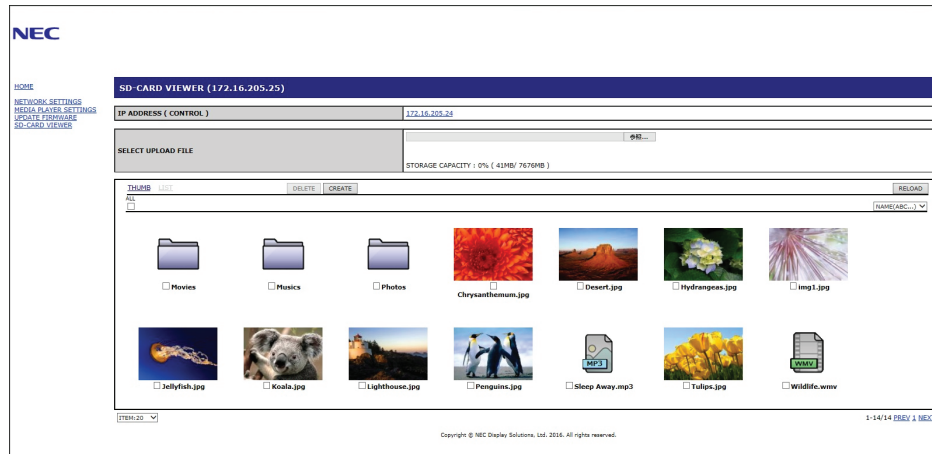 NEC
HOME
NETWORK SETTINGS
MEDIA PLAYER SETTINGS
UPDATE FIRMWARE
SD-CARD VIEWER
SD-CARD VIEWER (172.16.205.25)
IP ADDRESS ( CONTROL ) 172.16.205.24
SELECT UPLOAD FILE
参照...
STORAGE CAPACITY : 0% ( 41MB/ 7676MB )
THUMB LIST DELETE CREATE RELOAD
ALL
NAME(ABC...)
Movies Musics Photos Chrysanthemum.jpg Desert.jpg Hydrangeas.jpg img1.jpg
MP3 WMV
Jellyfish.jpg Koala.jpg Lighthouse.jpg Penguins.jpg Sleep Away.mp3 Tulips.jpg Wildlife.wmv
ITEM:20 1-14/14 PREV 1 NEX
Copyright © NEC Display Solutions, Ltd. 2016. All rights reserved.